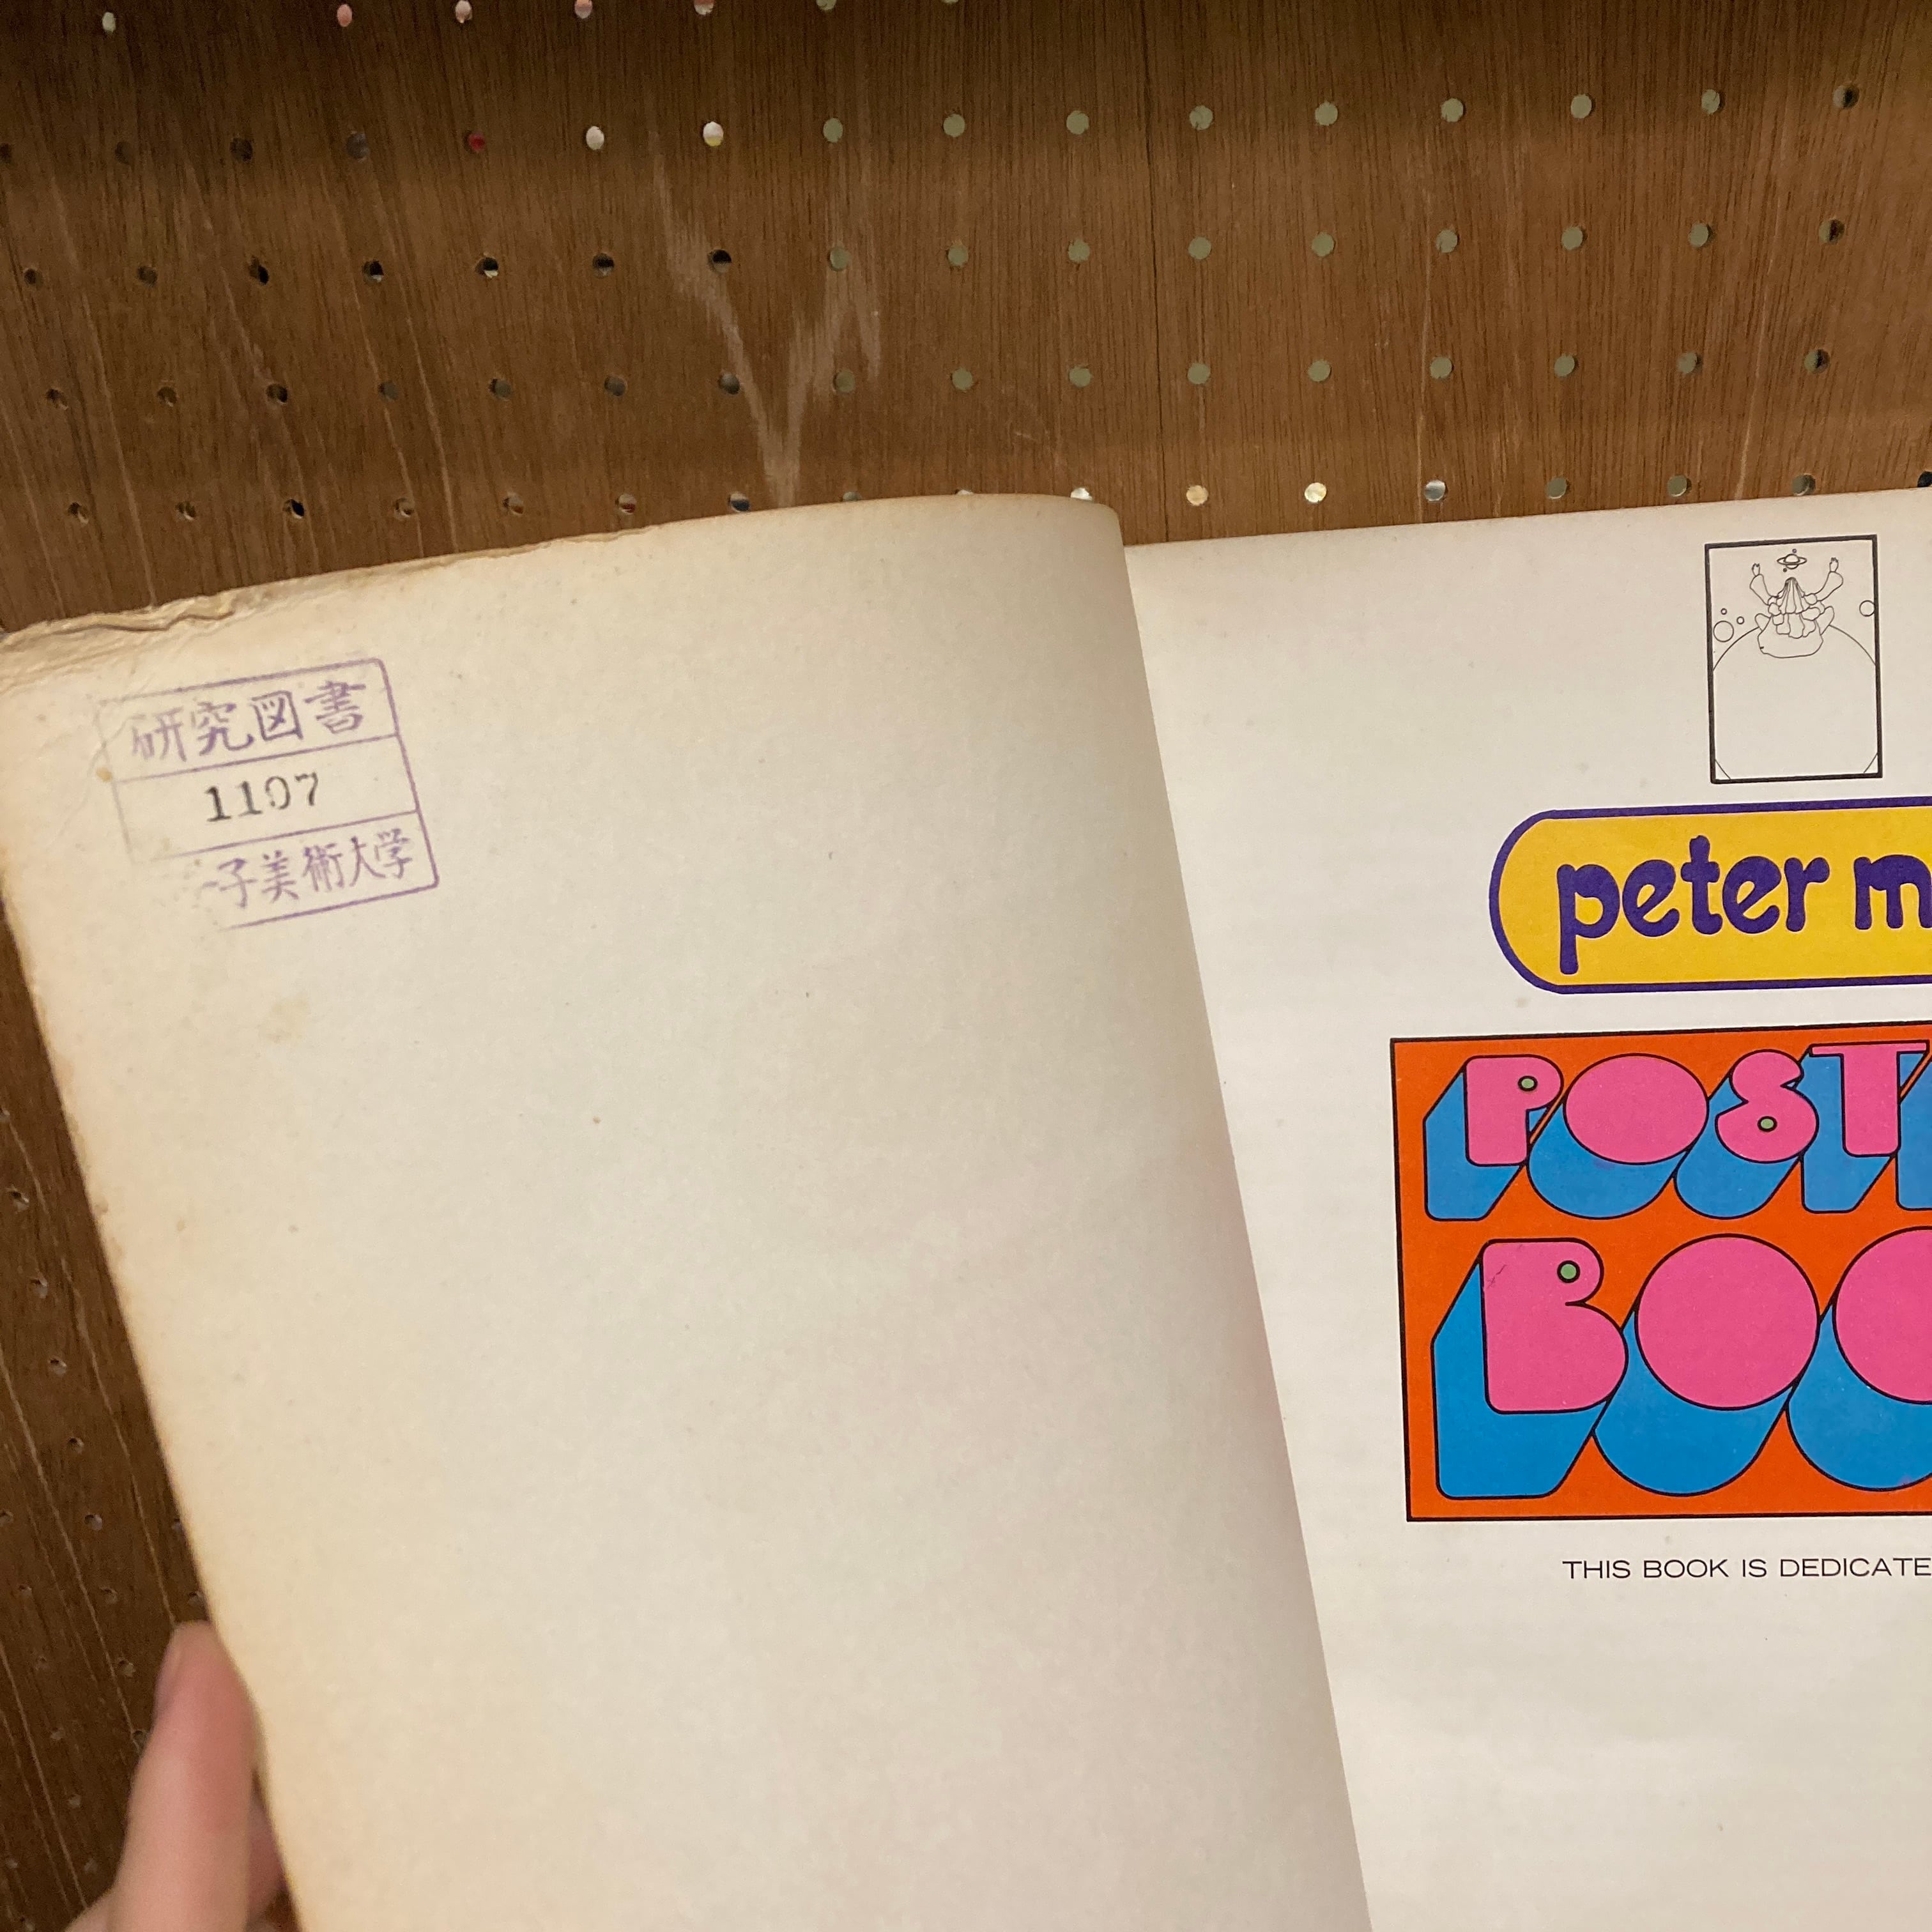 研究図書
1107
子美術大学
peter m
POST
BOO
THIS BOOK IS DEDICATE